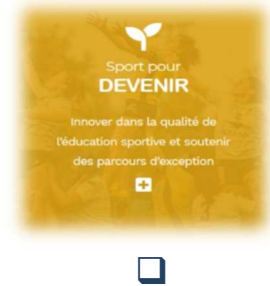 Sport pour
DEVENIR
Innover dans la qualité de
l'éducation sportive et soutenir
des parcours d'exception